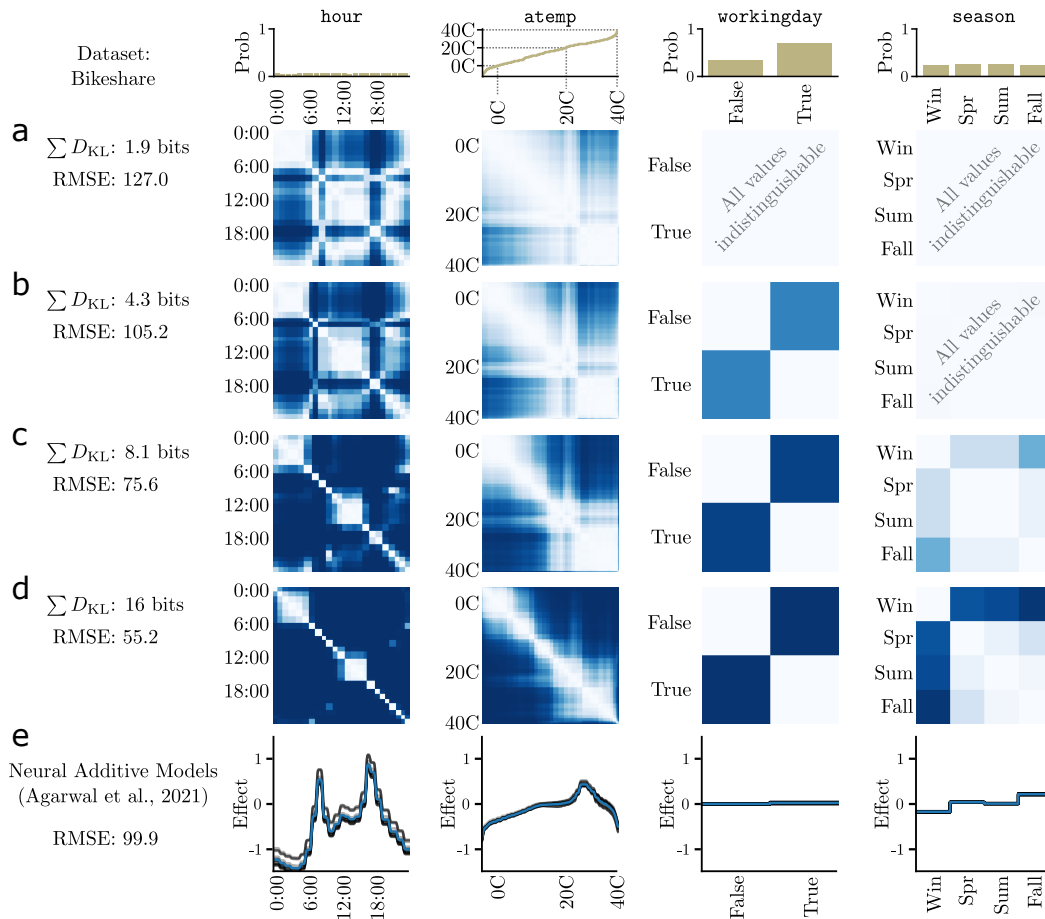 hour
atemp
workingday
season
Dataset:
Bikeshare
Prob
1
0
0:00
6:00
12:00
18:00
40C
20C
0C
0C
20C
40C
Prob
1
0
False
True
Prob
1
0
Win
Spr
Sum
Fall
a
∑ D_KL: 1.9 bits
RMSE: 127.0
0:00
6:00
12:00
18:00
0C
20C
40C
False
True
All values
indistinguishable
Win
Spr
Sum
Fall
All values
indistinguishable
b
∑ D_KL: 4.3 bits
RMSE: 105.2
0:00
6:00
12:00
18:00
0C
20C
40C
False
True
Win
Spr
Sum
Fall
All values
indistinguishable
c
∑ D_KL: 8.1 bits
RMSE: 75.6
0:00
6:00
12:00
18:00
0C
20C
40C
False
True
Win
Spr
Sum
Fall
d
∑ D_KL: 16 bits
RMSE: 55.2
0:00
6:00
12:00
18:00
0C
20C
40C
False
True
Win
Spr
Sum
Fall
e
Neural Additive Models
(Agarwal et al., 2021)
RMSE: 99.9
Effect
1
0
-1
0:00
6:00
12:00
18:00
Effect
1
0
-1
0C
20C
40C
Effect
1
0
-1
False
True
Effect
1
0
-1
Win
Spr
Sum
Fall